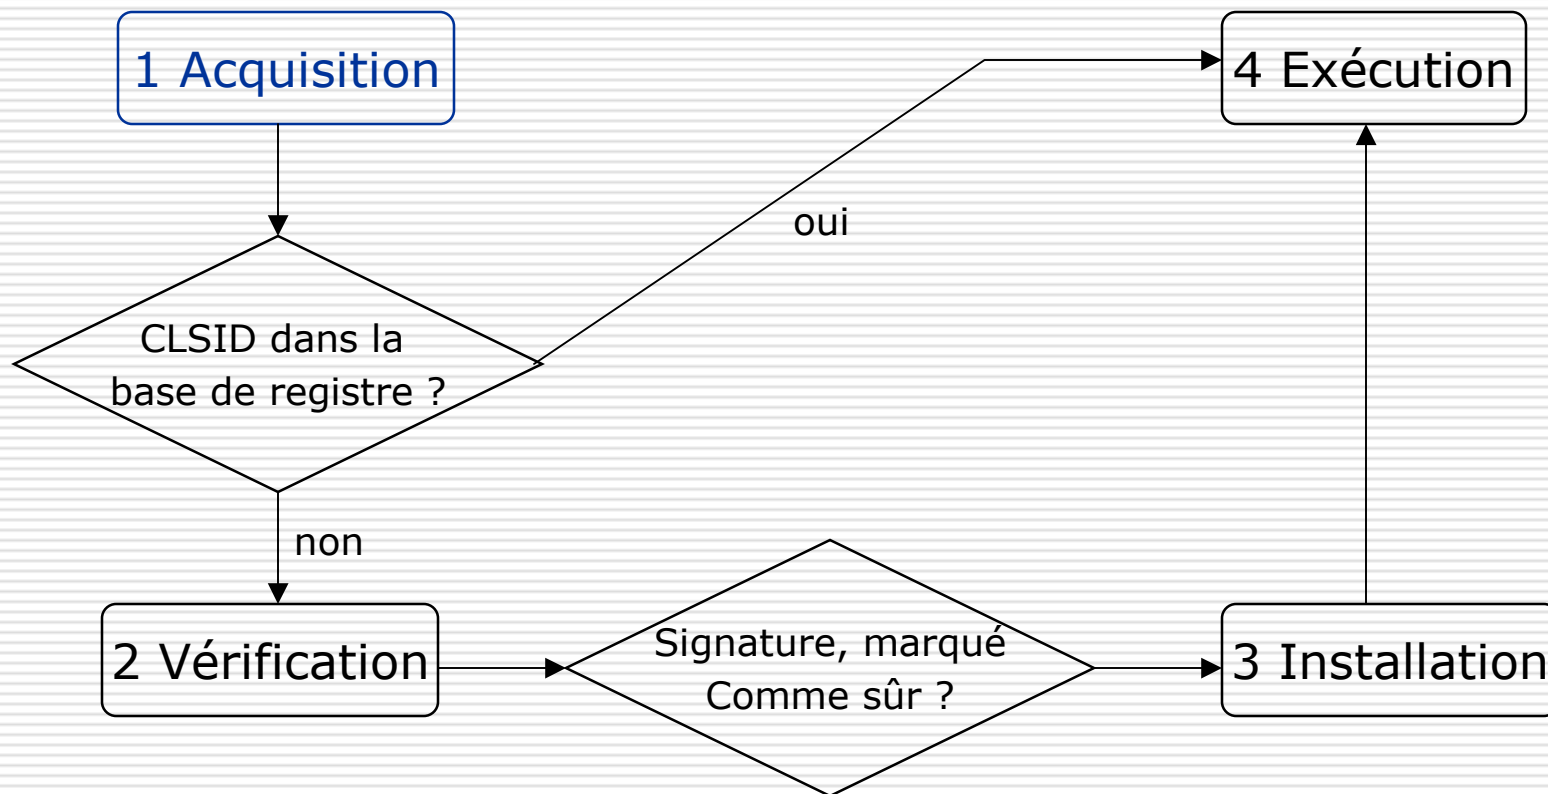 1 Acquisition
4 Exécution
oui
CLSID dans la
base de registre ?
non
2 Vérification
Signature, marqué
Comme sûr ?
3 Installation